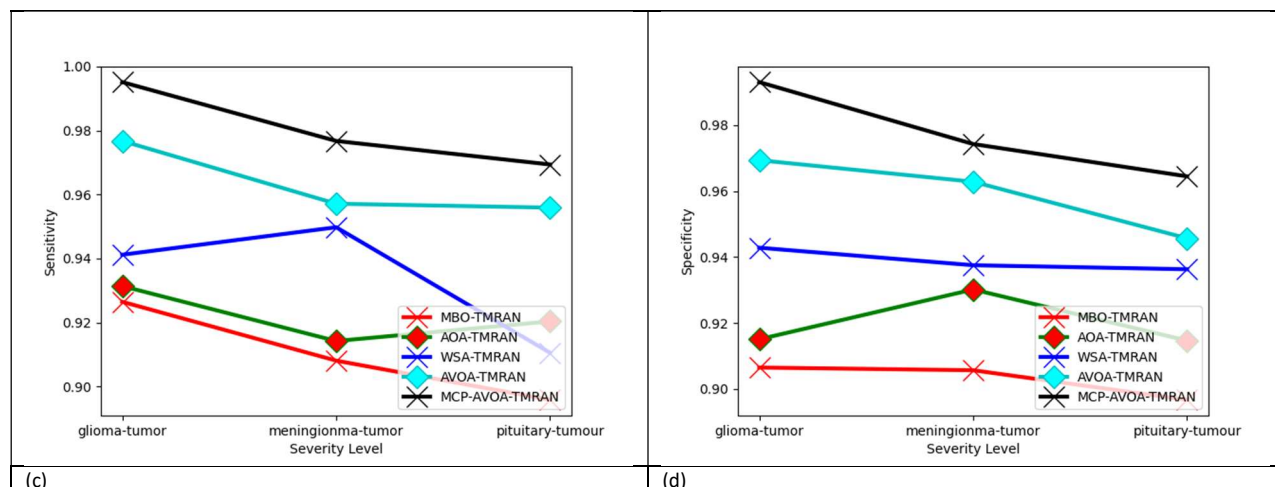 1.00
0.98
0.96
0.94
0.92
0.90
Sensitivity
glioma-tumor
meningionma-tumor
pituitary-tumour
Severity Level
MBO-TMRAN
AOA-TMRAN
WSA-TMRAN
AVOA-TMRAN
MCP-AVOA-TMRAN
(c)
0.98
0.96
0.94
0.92
0.90
Specificity
glioma-tumor
meningionma-tumor
pituitary-tumour
Severity Level
MBO-TMRAN
AOA-TMRAN
WSA-TMRAN
AVOA-TMRAN
MCP-AVOA-TMRAN
(d)